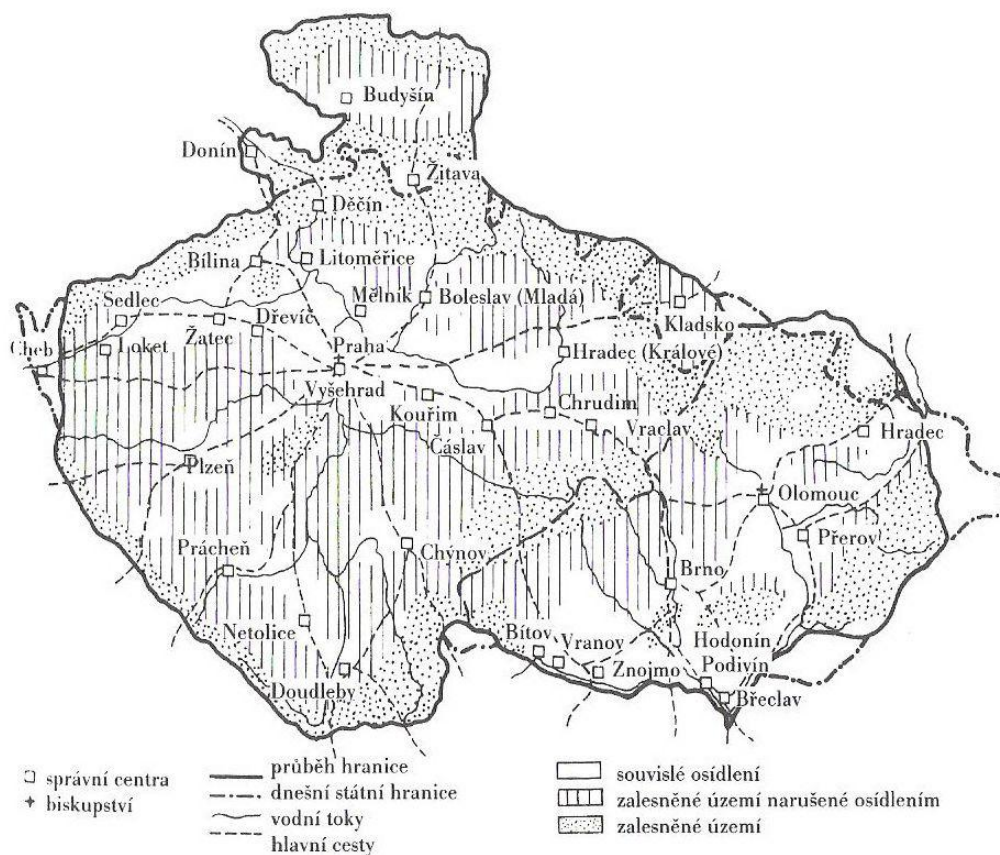 Budyšín
Donín
Žitava
Děčín
Bílina
Litoměřice
Sedlec
Mělník
Boleslav (Mladá)
Kladsko
Žatec
Dřevíč
Praha
Cheb
Loket
Hradec (Králové)
Vyšehrad
Kouřim
Chrudim
Čáslav
Vraclav
Hradec
Plzeň
Olomouc
Přerov
Prácheň
Chýnov
Brno
Netolice
Bítov
Vranov
Hodonín
Doudleby
Znojmo
Podivín
Břeclav
správní centra
biskupství
průběh hranice
dnešní státní hranice
vodní toky
hlavní cesty
souvislé osídlení
zalesněné území narušené osídlením
zalesněné území